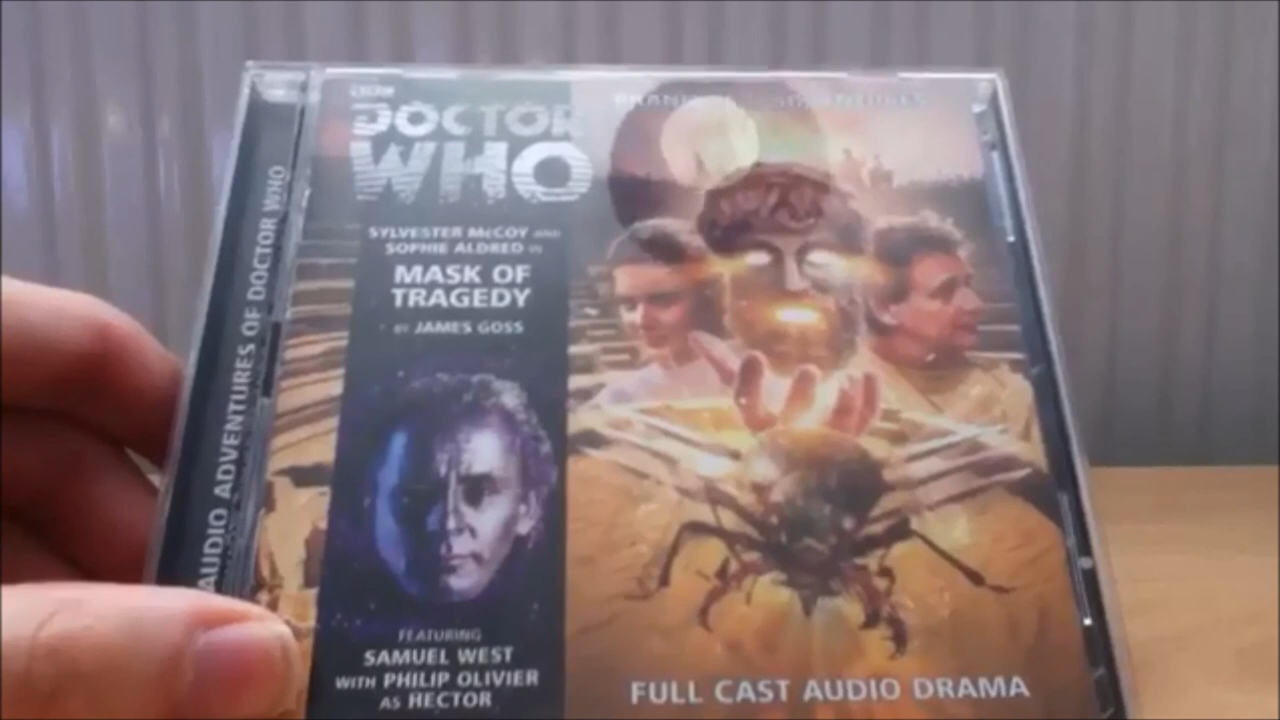 BBC
DOCTOR
WHO
SYLVESTER McCOY AND
SOPHIE ALDRED IN
MASK OF
TRAGEDY
BY JAMES GOSS
FEATURING
SAMUEL WEST
WITH PHILIP OLIVIER
AS HECTOR
FULL CAST AUDIO DRAMA
AUDIO ADVENTURES OF DOCTOR WHO